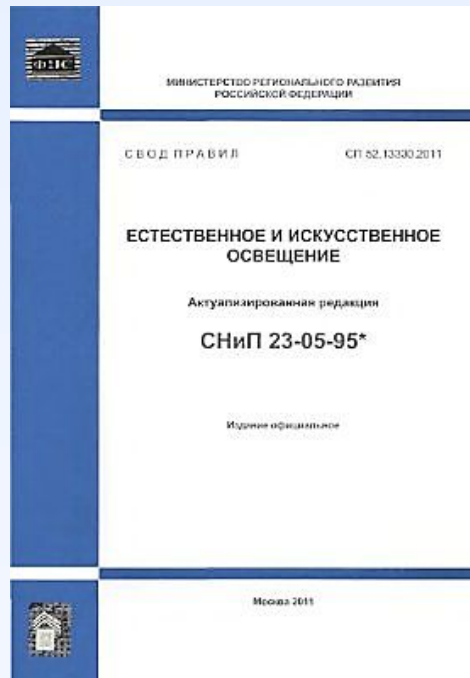 ФЦС
МИНИСТЕРСТВО РЕГИОНАЛЬНОГО РАЗВИТИЯ
РОССИЙСКОЙ ФЕДЕРАЦИИ
СВОД ПРАВИЛ СП 52.13330.2011
ЕСТЕСТВЕННОЕ И ИСКУССТВЕННОЕ
ОСВЕЩЕНИЕ
Актуализированная редакция
СНиП 23-05-95*
Издание официальное
Москва 2011